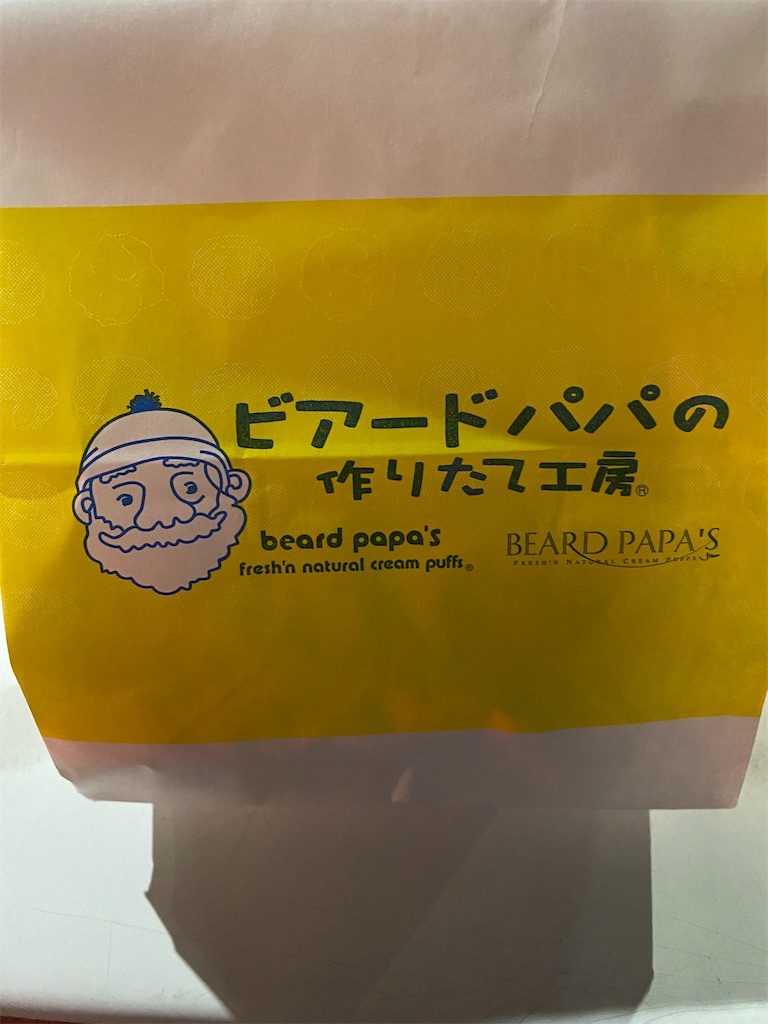 ビアードパパの
作りたて工房®
beard papa's
fresh'n natural cream puffs®
BEARD PAPA'S
FRESH'N NATURAL CREAM PUFFS